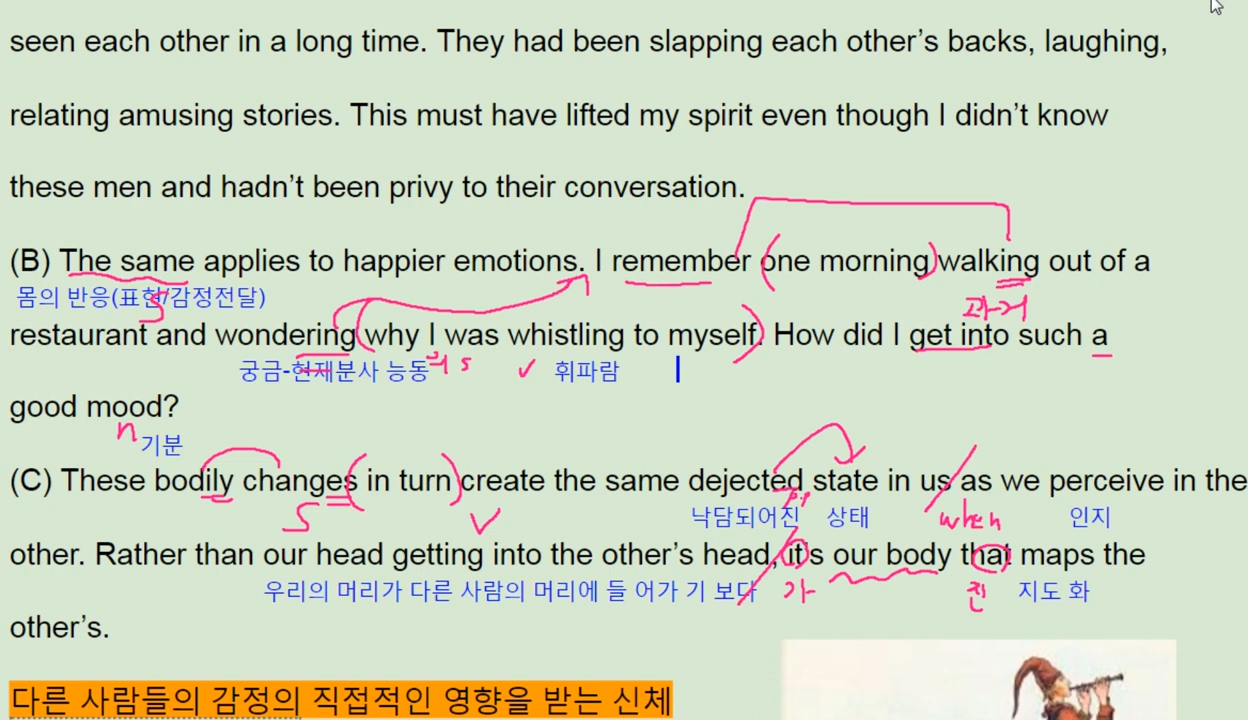 seen each other in a long time. They had been slapping each other’s backs, laughing,
relating amusing stories. This must have lifted my spirit even though I didn’t know
these men and hadn’t been privy to their conversation.
(B) The same applies to happier emotions. I remember (one morning) walking out of a
몸의 반응(표현/감정전달)
S
과거
restaurant and wondering (why I was whistling to myself.) How did I get into such a
궁금-현재분사 능동
의 s
v
휘파람
good mood?
n
기분
(C) These bodily changes (in turn) create the same dejected state in us / as we perceive in the
S
V
p.p
낙담되어진
상태
when
인지
other. Rather than our head getting into the other’s head, / it’s our body that maps the
우리의 머리가 다른 사람의 머리에 들 어가 기 보다
가
진
지도 화
other’s.
다른 사람들의 감정의 직접적인 영향을 받는 신체